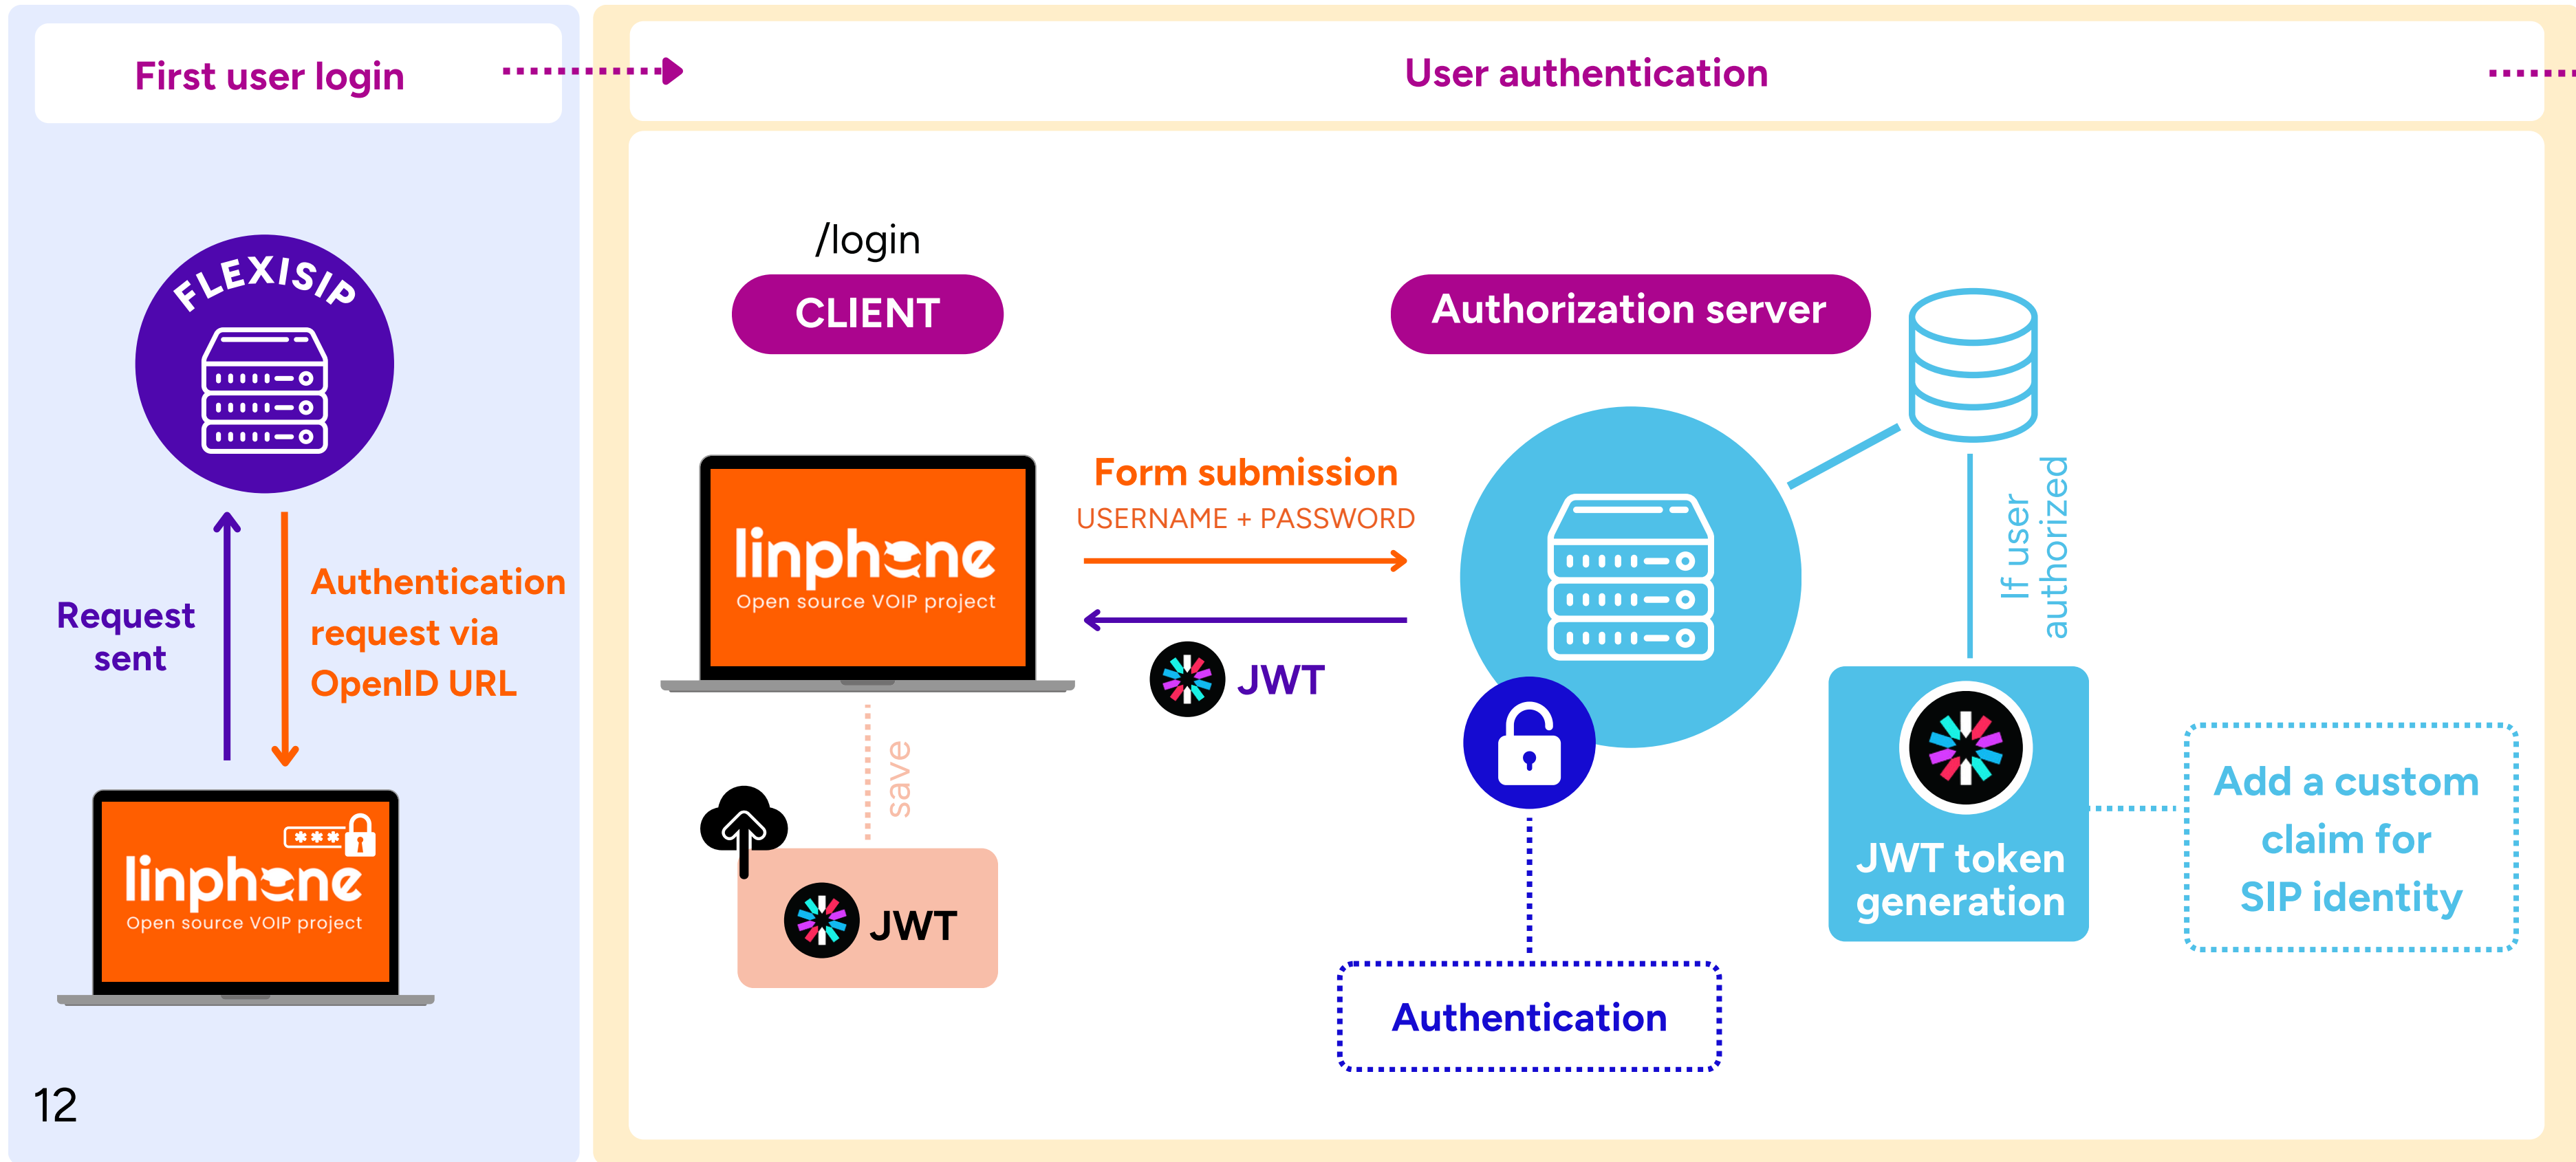 First user login
User authentication
FLEXISIP
Request
sent
Authentication
request via
OpenID URL
***
linphone
Open source VOIP project
12
/login
CLIENT
linphone
Open source VOIP project
save
JWT
Form submission
USERNAME + PASSWORD
JWT
Authorization server
Authentication
If user
authorized
JWT token
generation
Add a custom
claim for
SIP identity